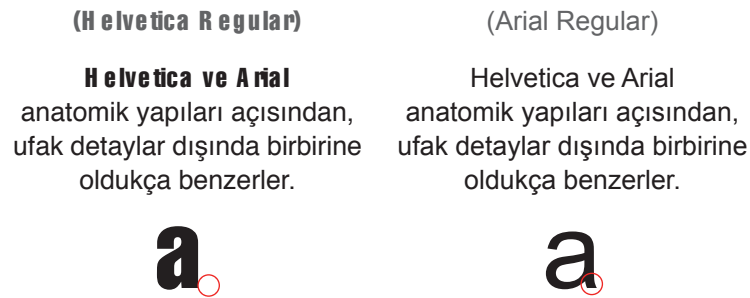 (Helvetica Regular)
Helvetica ve Arial
anatomik yapıları açısından,
ufak detaylar dışında birbirine
oldukça benzerler.
a
(Arial Regular)
Helvetica ve Arial
anatomik yapıları açısından,
ufak detaylar dışında birbirine
oldukça benzerler.
a